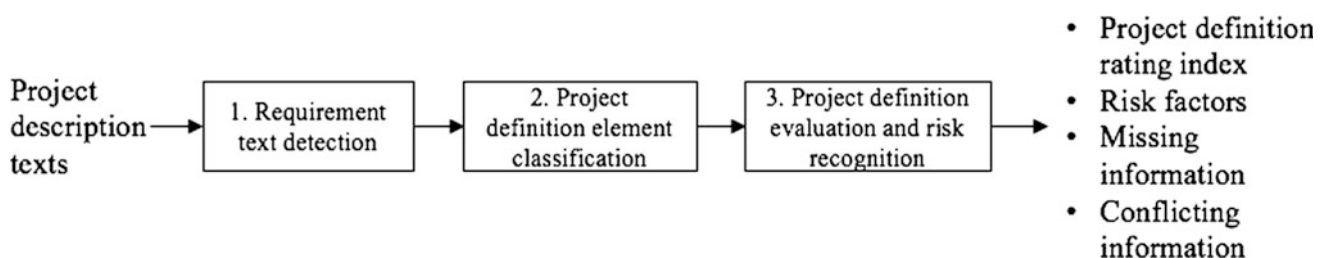 Project
description
texts
1. Requirement
text detection
2. Project
definition element
classification
3. Project definition
evaluation and risk
recognition
• Project definition
rating index
• Risk factors
• Missing
information
• Conflicting
information